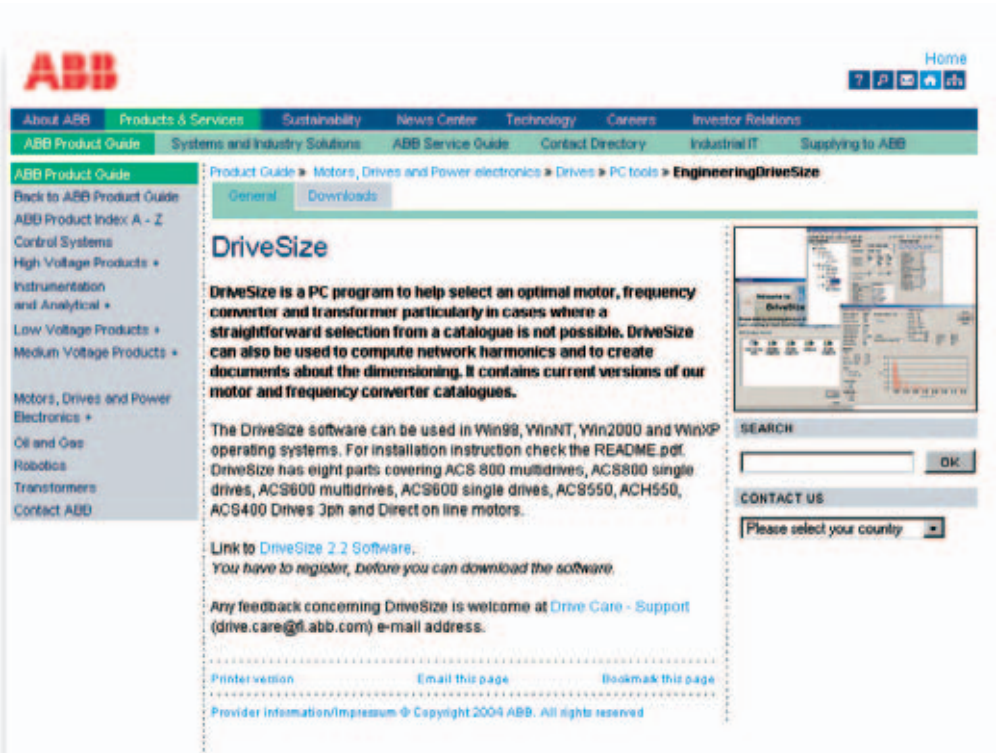 ABB
Home
About ABB Products & Services Sustainability News Center Technology Careers Investor Relations
ABB Product Guide Systems and Industry Solutions ABB Service Guide Contact Directory Industrial IT Supplying to ABB
ABB Product Guide
Back to ABB Product Guide
ABB Product Index A - Z
Control Systems
High Voltage Products +
Instrumentation
and Analytical +
Low Voltage Products +
Medium Voltage Products +
Motors, Drives and Power
Electronics +
Oil and Gas
Robotics
Transformers
Contact ABB
Product Guide » Motors, Drives and Power electronics » Drives » PC tools » EngineeringDriveSize
General Downloads
DriveSize
DriveSize is a PC program to help select an optimal motor, frequency
converter and transformer particularly in cases where a
straightforward selection from a catalogue is not possible. DriveSize
can also be used to compute network harmonics and to create
documents about the dimensioning. It contains current versions of our
motor and frequency converter catalogues.
The DriveSize software can be used in Win98, WinNT, Win2000 and WinXP
operating systems. For installation instruction check the README.pdf.
DriveSize has eight parts covering ACS 800 multidrives, ACS800 single
drives, ACS600 multidrives, ACS600 single drives, ACS550, ACH550,
ACS400 Drives 3ph and Direct on line motors.
Link to DriveSize 2.2 Software.
You have to register, before you can download the software.
Any feedback concerning DriveSize is welcome at Drive Care - Support
(drive.care@fi.abb.com) e-mail address.
Printer version Email this page Bookmark this page
Provider information/Impressum © Copyright 2004 ABB. All rights reserved
Welcome to
DriveSize
SEARCH
OK
CONTACT US
Please select your country